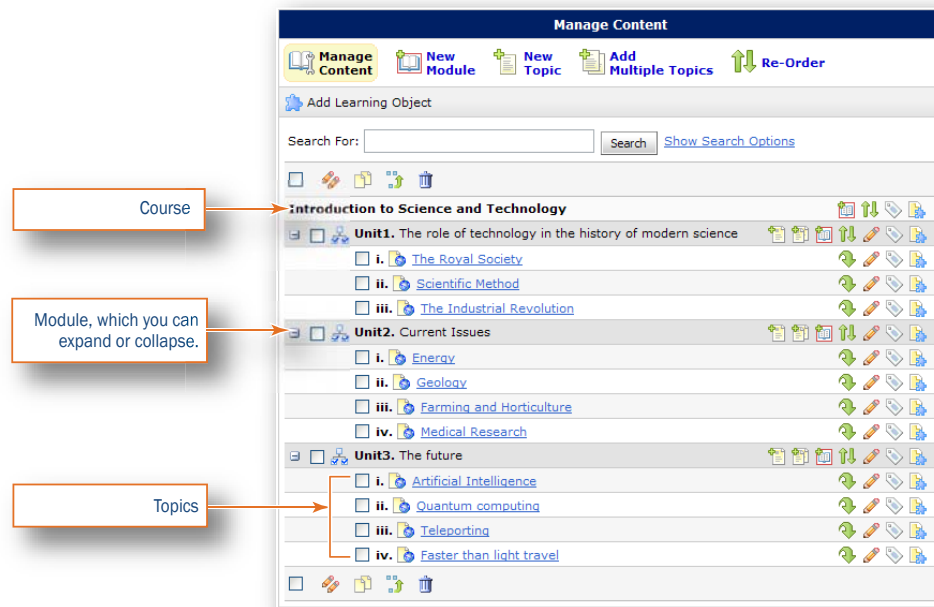 Manage Content
Manage Content
New Module
New Topic
Add Multiple Topics
Re-Order
Add Learning Object
Search For:
Search
Show Search Options
Course
Introduction to Science and Technology
Unit1. The role of technology in the history of modern science
i. The Royal Society
ii. Scientific Method
iii. The Industrial Revolution
Module, which you can
expand or collapse.
Unit2. Current Issues
i. Energy
ii. Geology
iii. Farming and Horticulture
iv. Medical Research
Unit3. The future
Topics
i. Artificial Intelligence
ii. Quantum computing
iii. Teleporting
iv. Faster than light travel